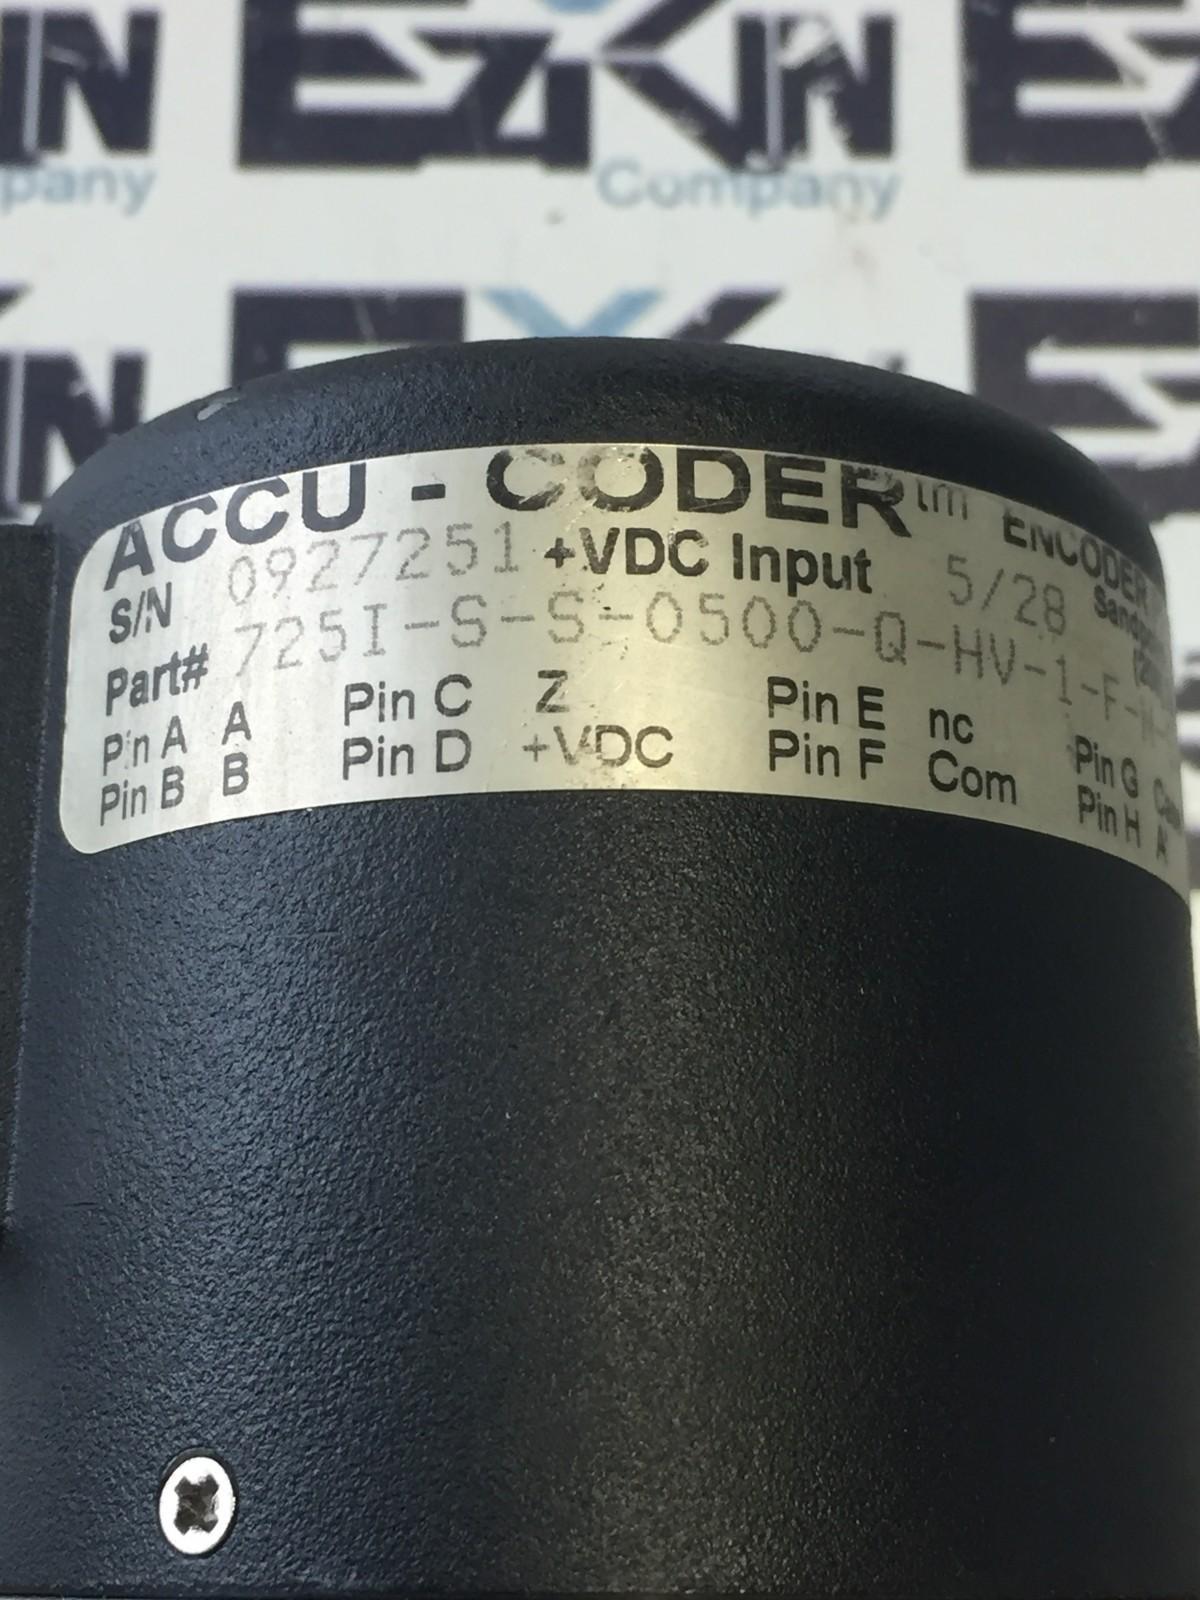 EKIN
Company
ACCU - CODER tm ENCODER
S/N 0927251 +VDC Input 5/28
Part# 725I-S-S-0500-Q-HV-1-F-
Pin A A Pin C Z Pin E nc Pin G
Pin B B Pin D +VDC Pin F Com Pin H A'